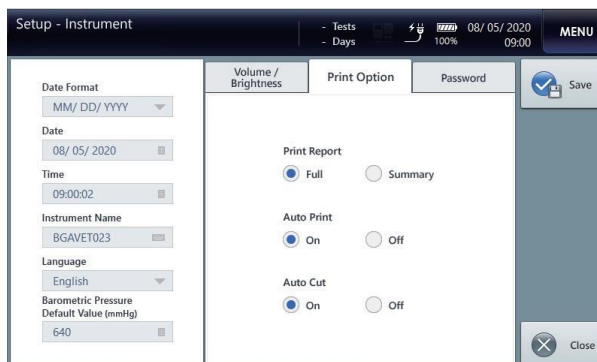 Setup - Instrument
- Tests
- Days
100%
08/ 05/ 2020
09:00
MENU
Date Format
MM/ DD/ YYYY
Date
08/ 05/ 2020
Time
09:00:02
Instrument Name
BGAVET023
Language
English
Barometric Pressure
Default Value (mmHg)
640
Volume /
Brightness
Print Option
Password
Print Report
Full
Summary
Auto Print
On
Off
Auto Cut
On
Off
Save
Close